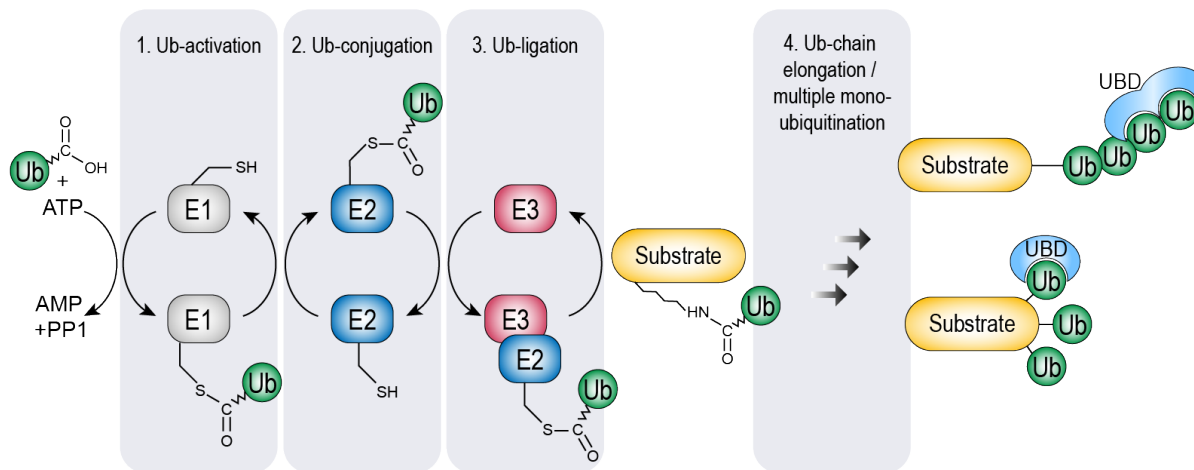 1. Ub-activation
2. Ub-conjugation
3. Ub-ligation
4. Ub-chain
elongation /
multiple mono-
ubiquitination
Ub
O
C
OH
+
ATP
AMP
+PP1
SH
E1
E1
S
C
O
Ub
Ub
S
C
O
E2
E2
SH
E3
E3
E2
S
C
O
Ub
Substrate
HN
C
O
Ub
UBD
Substrate
Ub
Ub
Ub
Ub
UBD
Ub
Substrate
Ub
Ub